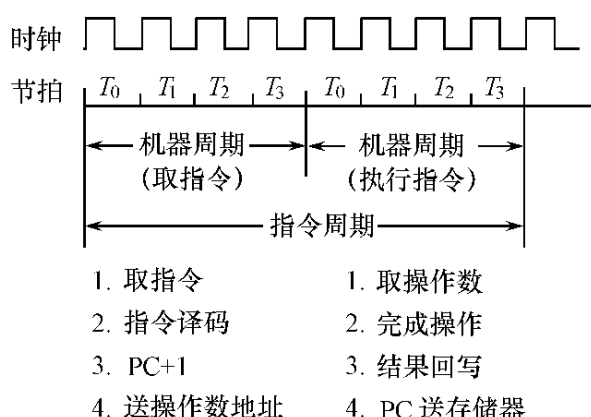 时钟
节拍 T0 T1 T2 T3 T0 T1 T2 T3
机器周期 机器周期
(取指令) (执行指令)
指令周期
1. 取指令 1. 取操作数
2. 指令译码 2. 完成操作
3. PC+1 3. 结果回写
4. 送操作数地址 4. PC 送存储器